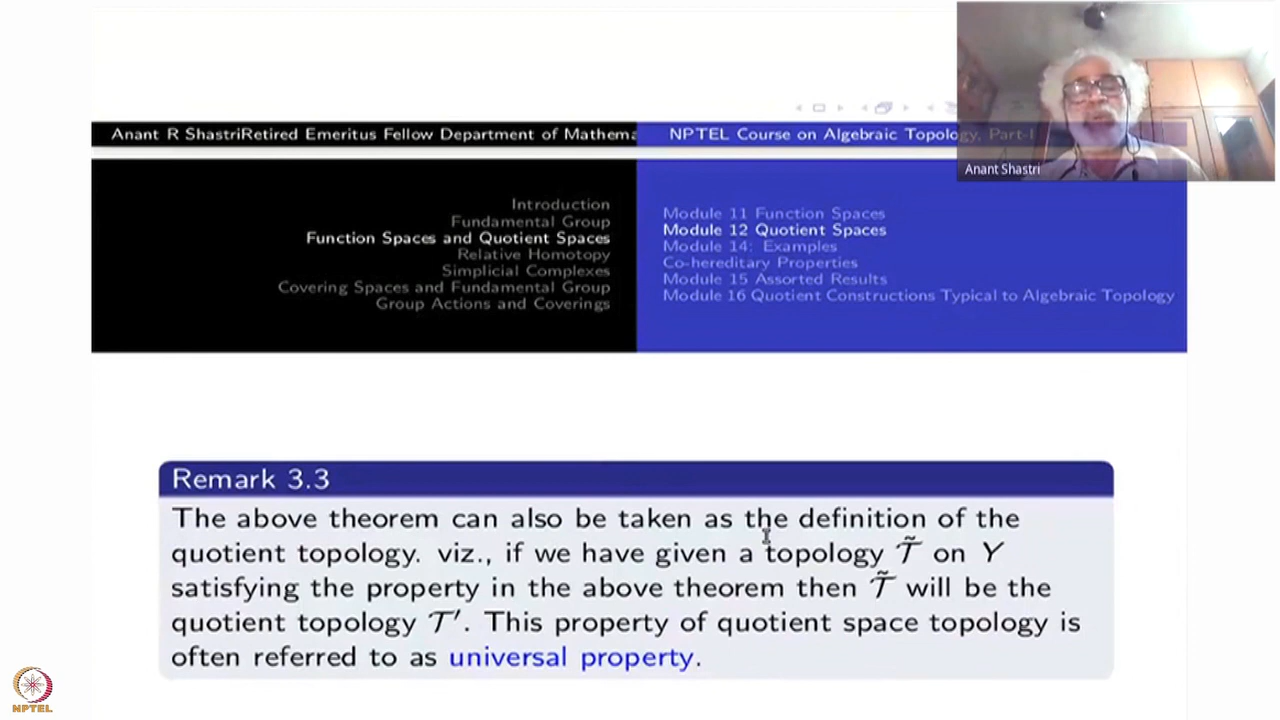 Anant R ShastriRetired Emeritus Fellow Department of Mathema
NPTEL Course on Algebraic Topology, Part-I
Anant Shastri
Introduction
Fundamental Group
Function Spaces and Quotient Spaces
Relative Homotopy
Simplicial Complexes
Covering Spaces and Fundamental Group
Group Actions and Coverings
Module 11 Function Spaces
Module 12 Quotient Spaces
Module 14: Examples
Co-hereditary Properties
Module 15 Assorted Results
Module 16 Quotient Constructions Typical to Algebraic Topology
Remark 3.3
The above theorem can also be taken as the definition of the
quotient topology. viz., if we have given a topology 𝒯̃ on Y
satisfying the property in the above theorem then 𝒯̃ will be the
quotient topology 𝒯′. This property of quotient space topology is
often referred to as universal property.
NPTEL